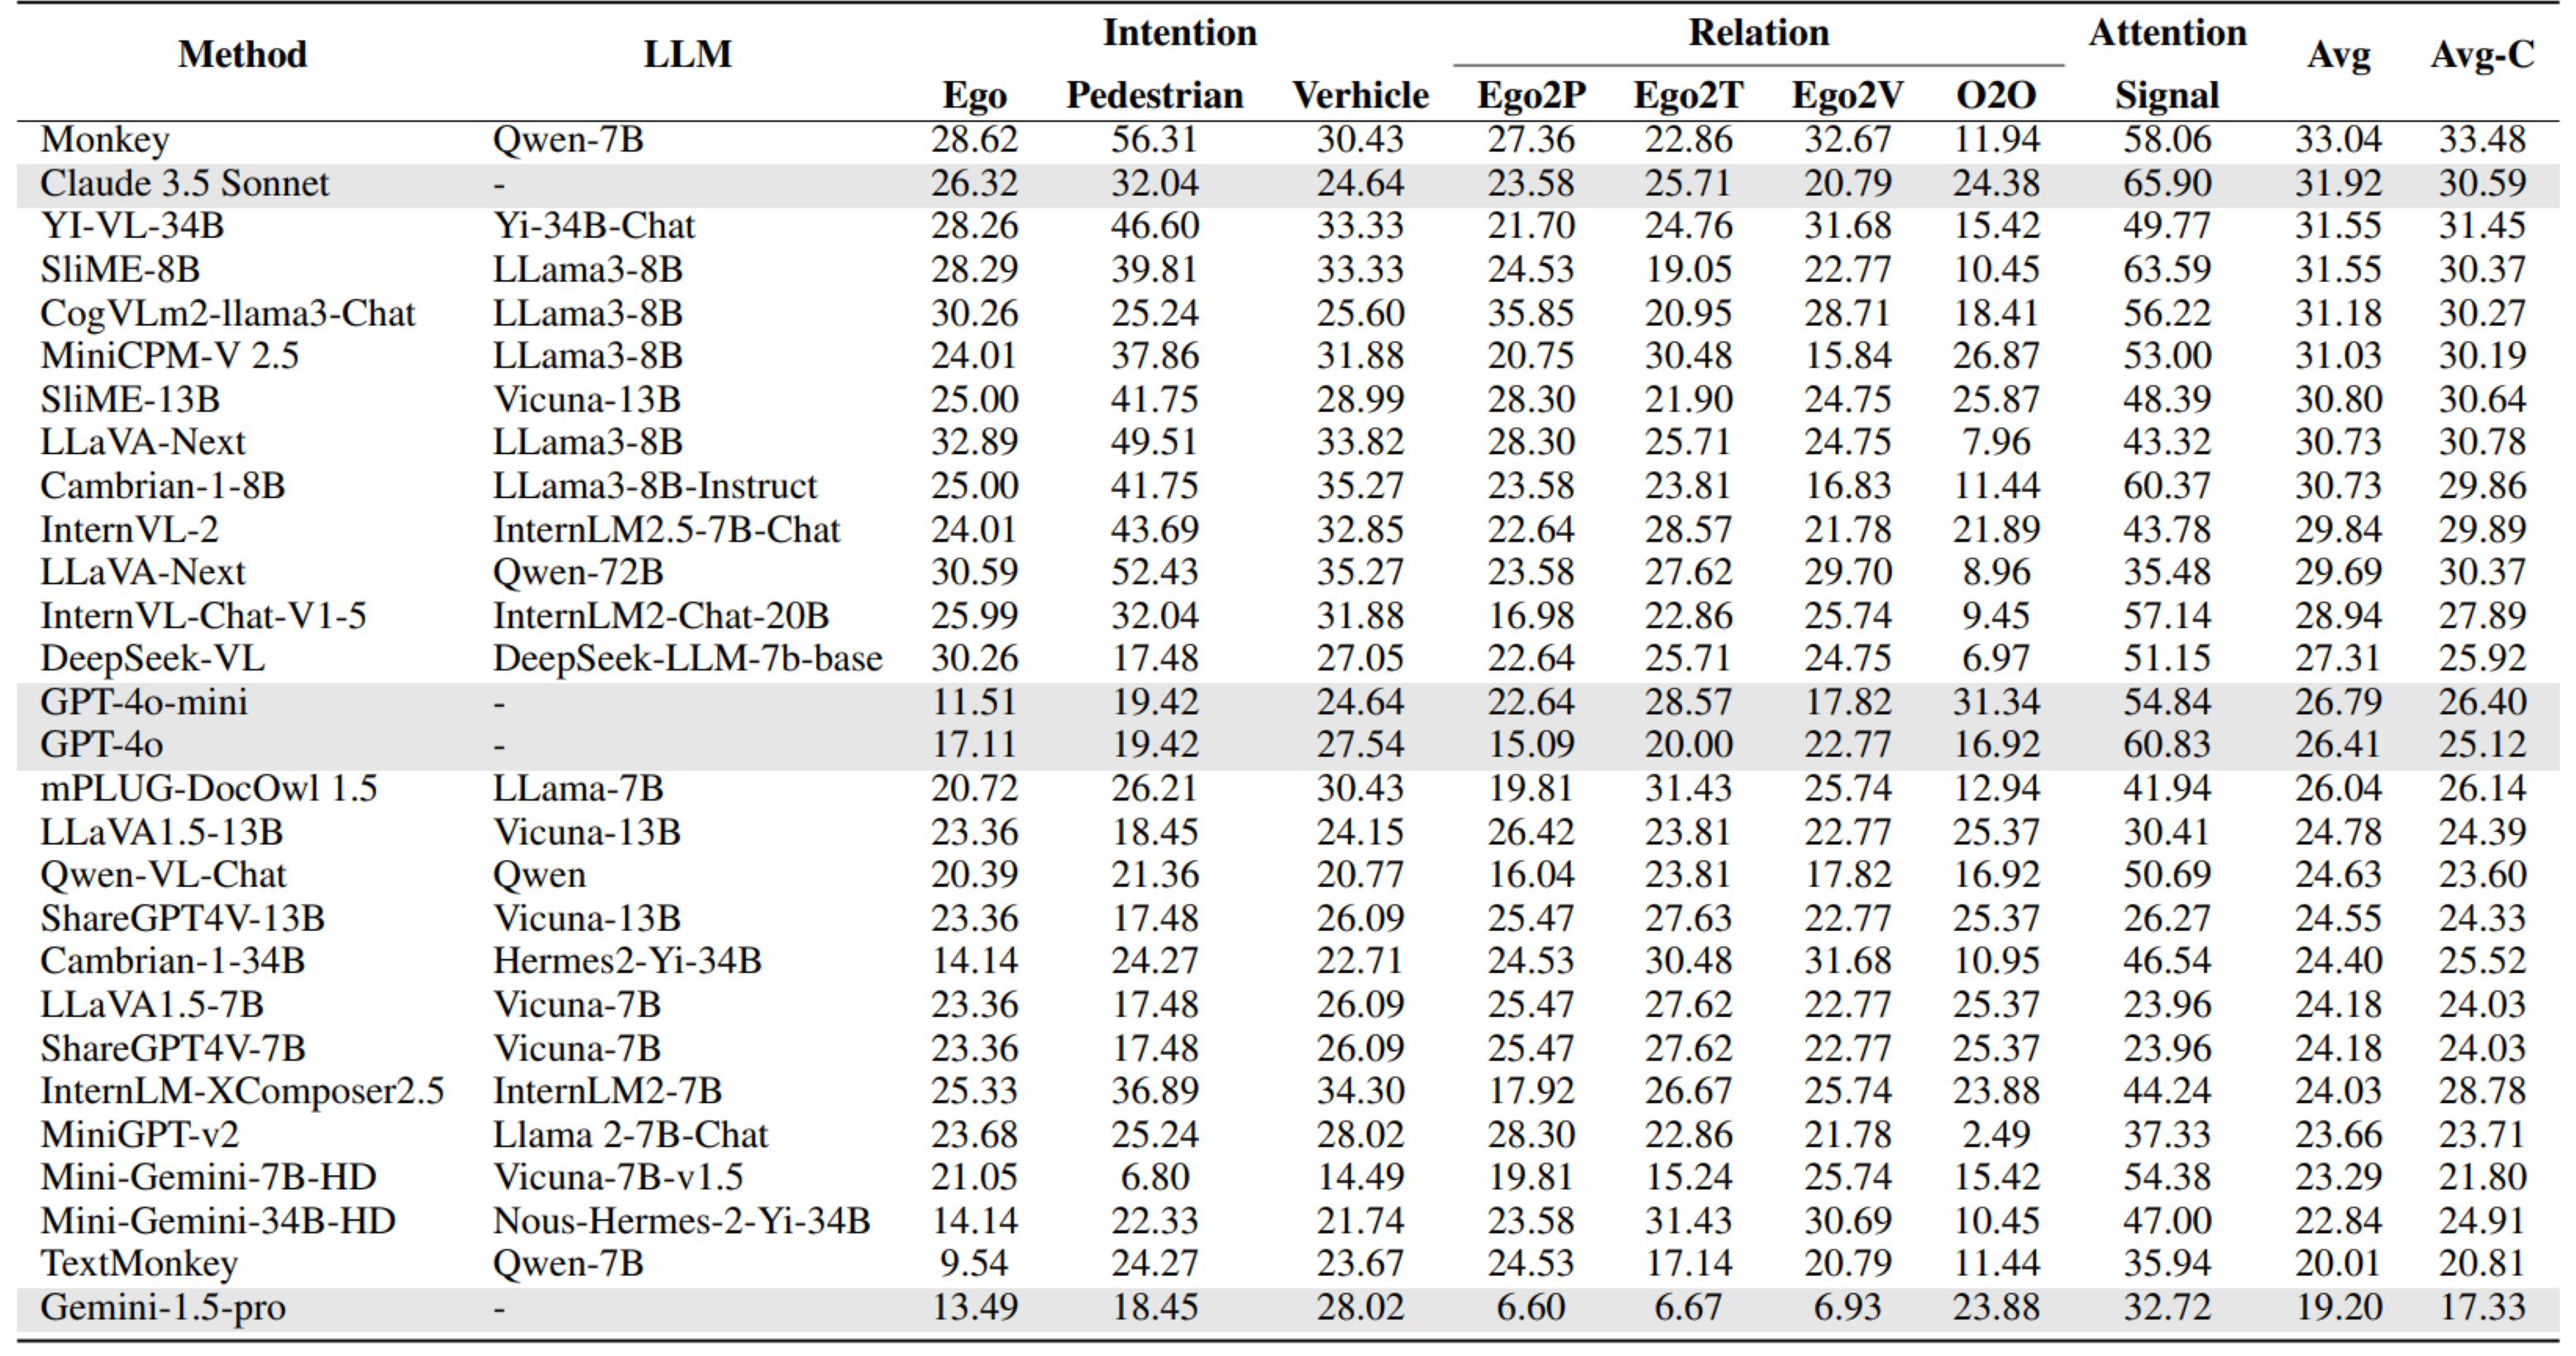 Method LLM Intention Relation Attention Avg Avg-C
Ego Pedestrian Verhicle Ego2P Ego2T Ego2V O2O Signal
Monkey Qwen-7B 28.62 56.31 30.43 27.36 22.86 32.67 11.94 58.06 33.04 33.48
Claude 3.5 Sonnet - 26.32 32.04 24.64 23.58 25.71 20.79 24.38 65.90 31.92 30.59
YI-VL-34B Yi-34B-Chat 28.26 46.60 33.33 21.70 24.76 31.68 15.42 49.77 31.55 31.45
SliME-8B LLama3-8B 28.29 39.81 33.33 24.53 19.05 22.77 10.45 63.59 31.55 30.37
CogVLm2-llama3-Chat LLama3-8B 30.26 25.24 25.60 35.85 20.95 28.71 18.41 56.22 31.18 30.27
MiniCPM-V 2.5 LLama3-8B 24.01 37.86 31.88 20.75 30.48 15.84 26.87 53.00 31.03 30.19
SliME-13B Vicuna-13B 25.00 41.75 28.99 28.30 21.90 24.75 25.87 48.39 30.80 30.64
LLaVA-Next LLama3-8B 32.89 49.51 33.82 28.30 25.71 24.75 7.96 43.32 30.73 30.78
Cambrian-1-8B LLama3-8B-Instruct 25.00 41.75 35.27 23.58 23.81 16.83 11.44 60.37 30.73 29.86
InternVL-2 InternLM2.5-7B-Chat 24.01 43.69 32.85 22.64 28.57 21.78 21.89 43.78 29.84 29.89
LLaVA-Next Qwen-72B 30.59 52.43 35.27 23.58 27.62 29.70 8.96 35.48 29.69 30.37
InternVL-Chat-V1-5 InternLM2-Chat-20B 25.99 32.04 31.88 16.98 22.86 25.74 9.45 57.14 28.94 27.89
DeepSeek-VL DeepSeek-LLM-7b-base 30.26 17.48 27.05 22.64 25.71 24.75 6.97 51.15 27.31 25.92
GPT-4o-mini - 11.51 19.42 24.64 22.64 28.57 17.82 31.34 54.84 26.79 26.40
GPT-4o - 17.11 19.42 27.54 15.09 20.00 22.77 16.92 60.83 26.41 25.12
mPLUG-DocOwl 1.5 LLama-7B 20.72 26.21 30.43 19.81 31.43 25.74 12.94 41.94 26.04 26.14
LLaVA1.5-13B Vicuna-13B 23.36 18.45 24.15 26.42 23.81 22.77 25.37 30.41 24.78 24.39
Qwen-VL-Chat Qwen 20.39 21.36 20.77 16.04 23.81 17.82 16.92 50.69 24.63 23.60
ShareGPT4V-13B Vicuna-13B 23.36 17.48 26.09 25.47 27.63 22.77 25.37 26.27 24.55 24.33
Cambrian-1-34B Hermes2-Yi-34B 14.14 24.27 22.71 24.53 30.48 31.68 10.95 46.54 24.40 25.52
LLaVA1.5-7B Vicuna-7B 23.36 17.48 26.09 25.47 27.62 22.77 25.37 23.96 24.18 24.03
ShareGPT4V-7B Vicuna-7B 23.36 17.48 26.09 25.47 27.62 22.77 25.37 23.96 24.18 24.03
InternLM-XComposer2.5 InternLM2-7B 25.33 36.89 34.30 17.92 26.67 25.74 23.88 44.24 24.03 28.78
MiniGPT-v2 Llama 2-7B-Chat 23.68 25.24 28.02 28.30 22.86 21.78 2.49 37.33 23.66 23.71
Mini-Gemini-7B-HD Vicuna-7B-v1.5 21.05 6.80 14.49 19.81 15.24 25.74 15.42 54.38 23.29 21.80
Mini-Gemini-34B-HD Nous-Hermes-2-Yi-34B 14.14 22.33 21.74 23.58 31.43 30.69 10.45 47.00 22.84 24.91
TextMonkey Qwen-7B 9.54 24.27 23.67 24.53 17.14 20.79 11.44 35.94 20.01 20.81
Gemini-1.5-pro - 13.49 18.45 28.02 6.60 6.67 6.93 23.88 32.72 19.20 17.33